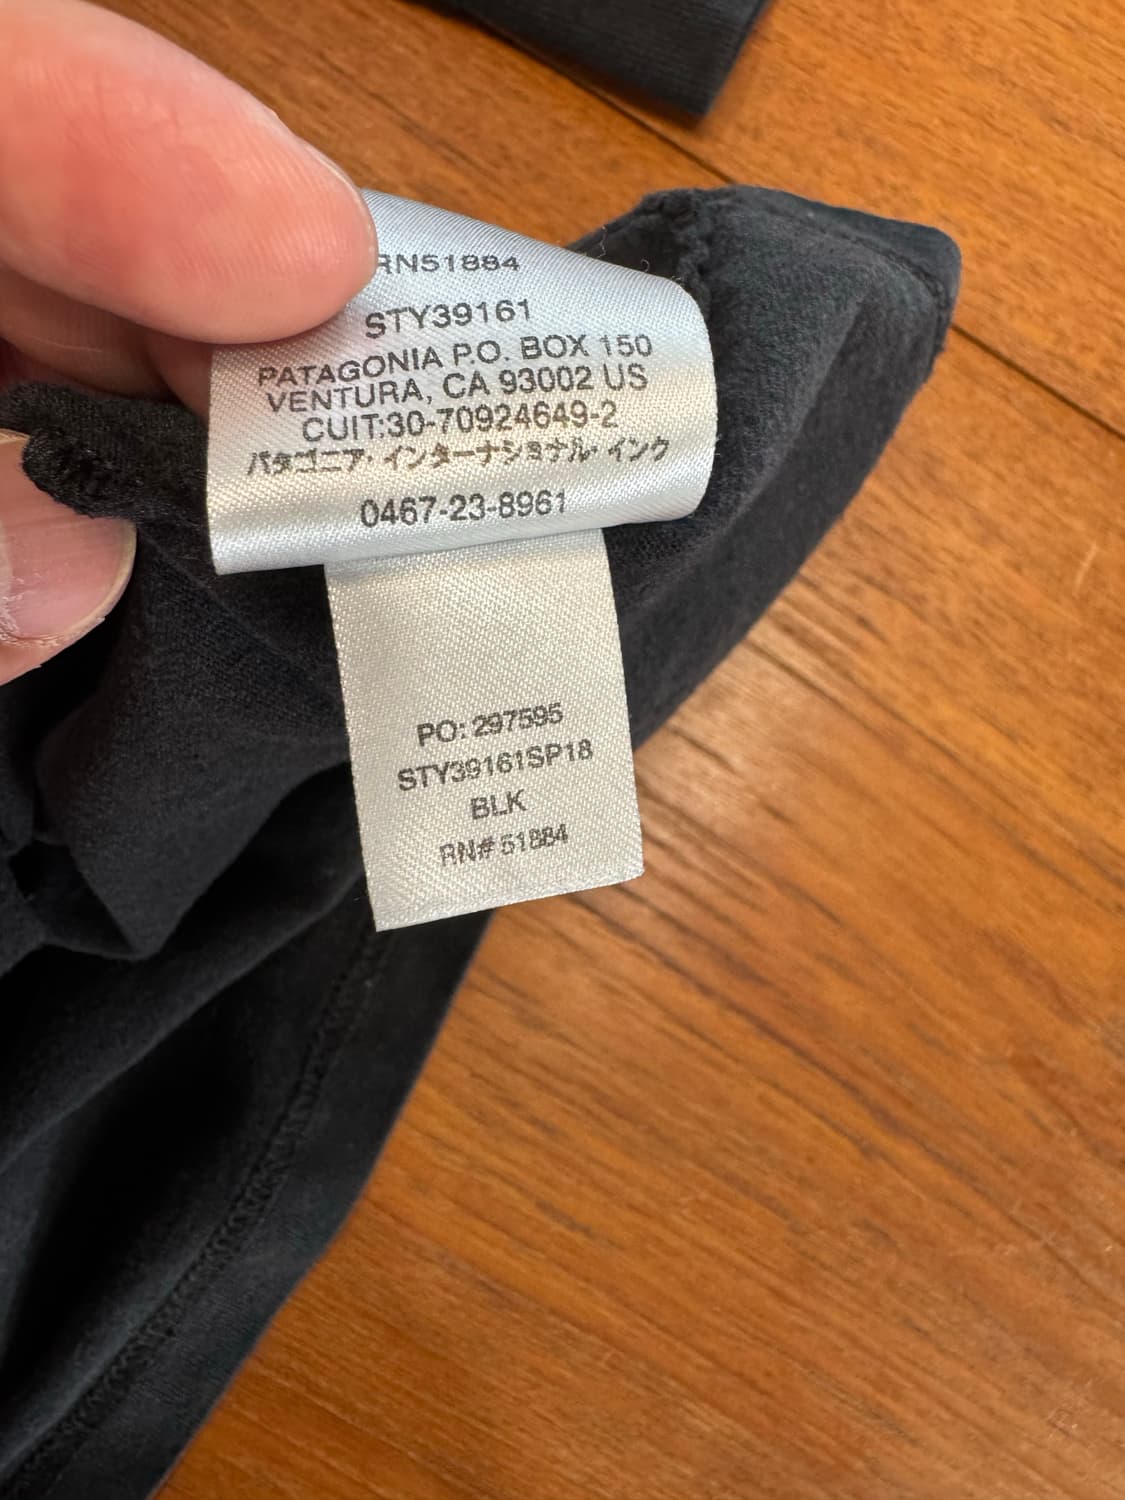 RN51884
STY39161
PATAGONIA P.O. BOX 150
VENTURA, CA 93002 US
CUIT:30-70924649-2
パタゴニア・インターナショナル・インク
0467-23-8961
PO: 297595
STY39161SP18
BLK
RN# 51884